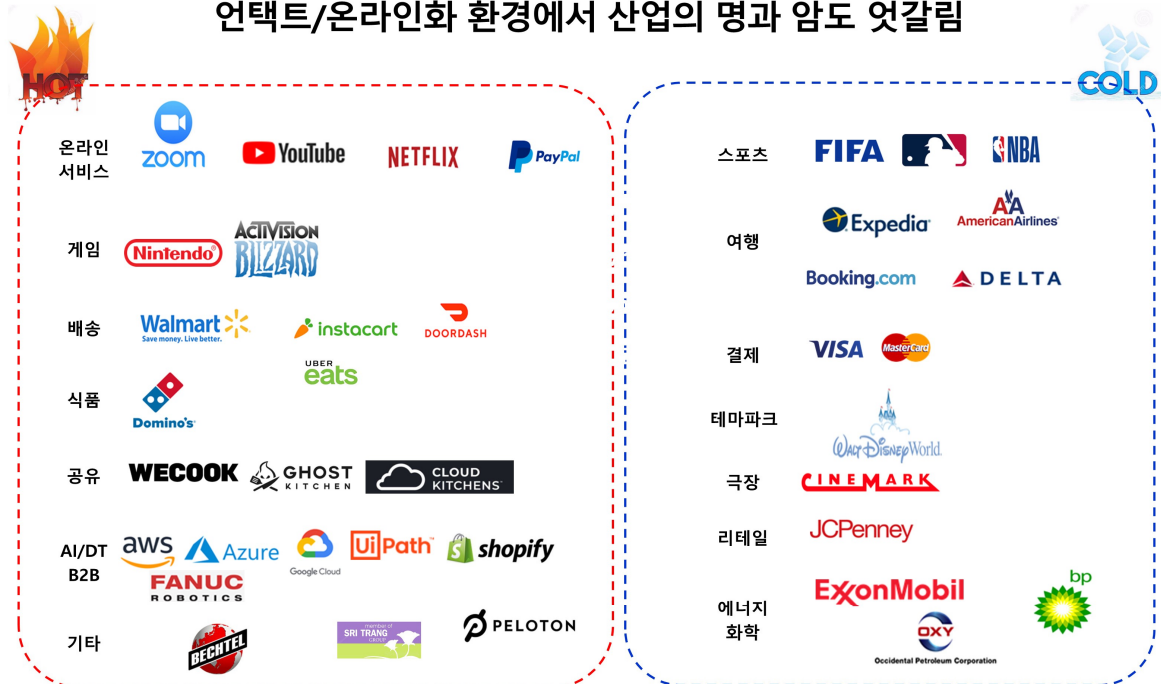 언택트/온라인화 환경에서 산업의 명과 암도 엇갈림
HOT
COLD
온라인
서비스
zoom
YouTube
NETFLIX
PayPal
게임
Nintendo®
ACTIVISION
BLIZZARD
배송
Walmart
Save money. Live better.
instacart
DOORDASH
UBER
eats
식품
Domino's
공유
WECOOK
GHOST
KITCHEN
CLOUD
KITCHENS
AI/DT
B2B
aws
Azure
Google Cloud
UiPath
shopify
FANUC
ROBOTICS
기타
BECHTEL
member of
SRI TRANG
GROUP
PELOTON
스포츠
FIFA
NBA
여행
Expedia
AA
AmericanAirlines
Booking.com
DELTA
결제
VISA
MasterCard
테마파크
WALT DISNEY World.
극장
CINEMARK
리테일
JCPenney
에너지
화학
ExxonMobil
bp
OXY
Occidental Petroleum Corporation